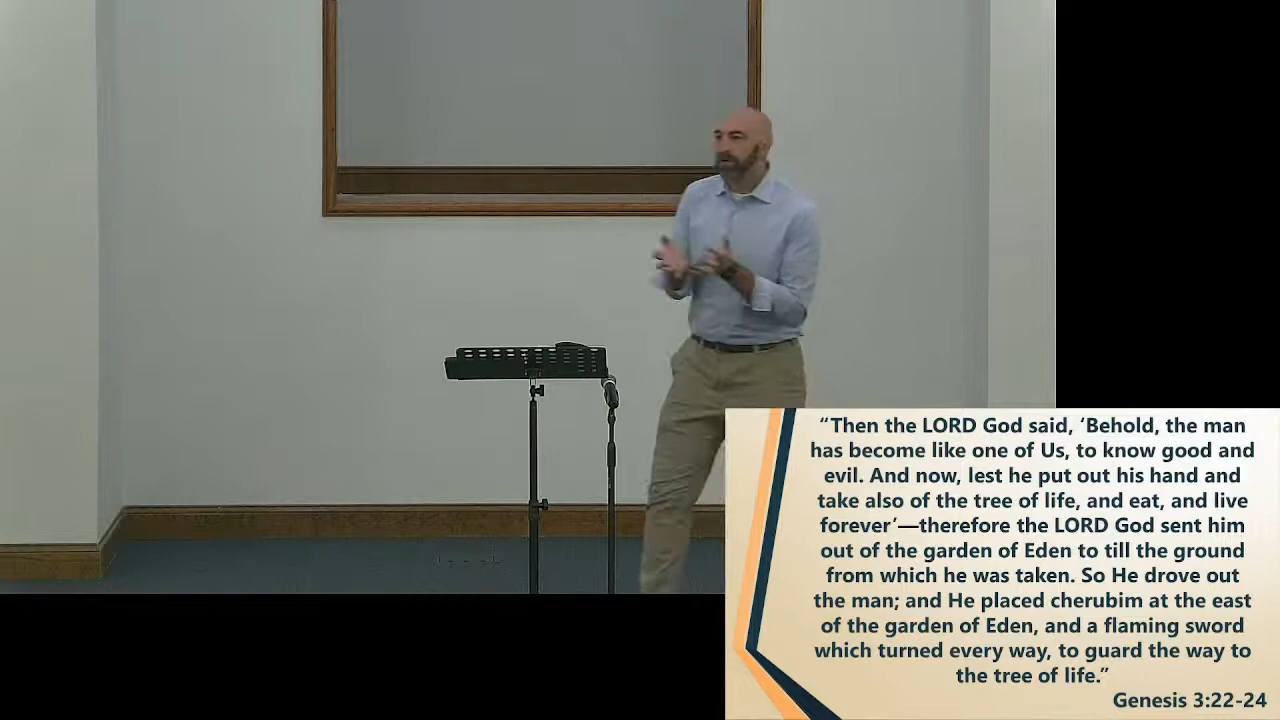 “Then the LORD God said, ‘Behold, the man
has become like one of Us, to know good and
evil. And now, lest he put out his hand and
take also of the tree of life, and eat, and live
forever’—therefore the LORD God sent him
out of the garden of Eden to till the ground
from which he was taken. So He drove out
the man; and He placed cherubim at the east
of the garden of Eden, and a flaming sword
which turned every way, to guard the way to
the tree of life.”
Genesis 3:22-24